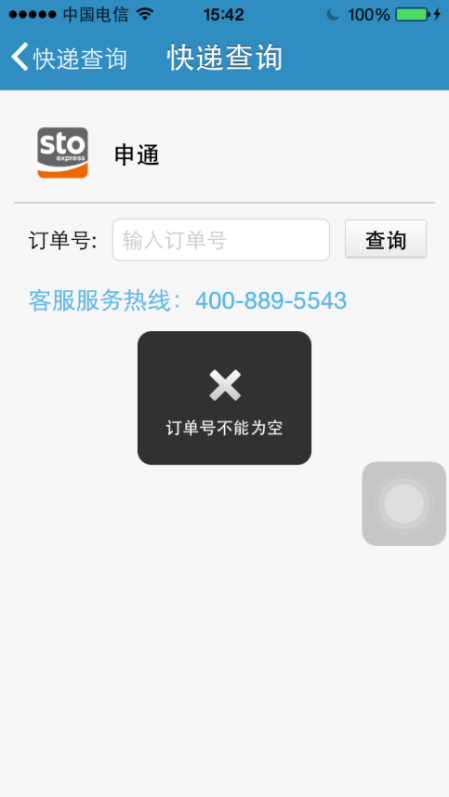 中国电信 15:42 100%
快递查询 快递查询
sto
express
申通
订单号: 输入订单号 查询
客服服务热线：400-889-5543
订单号不能为空